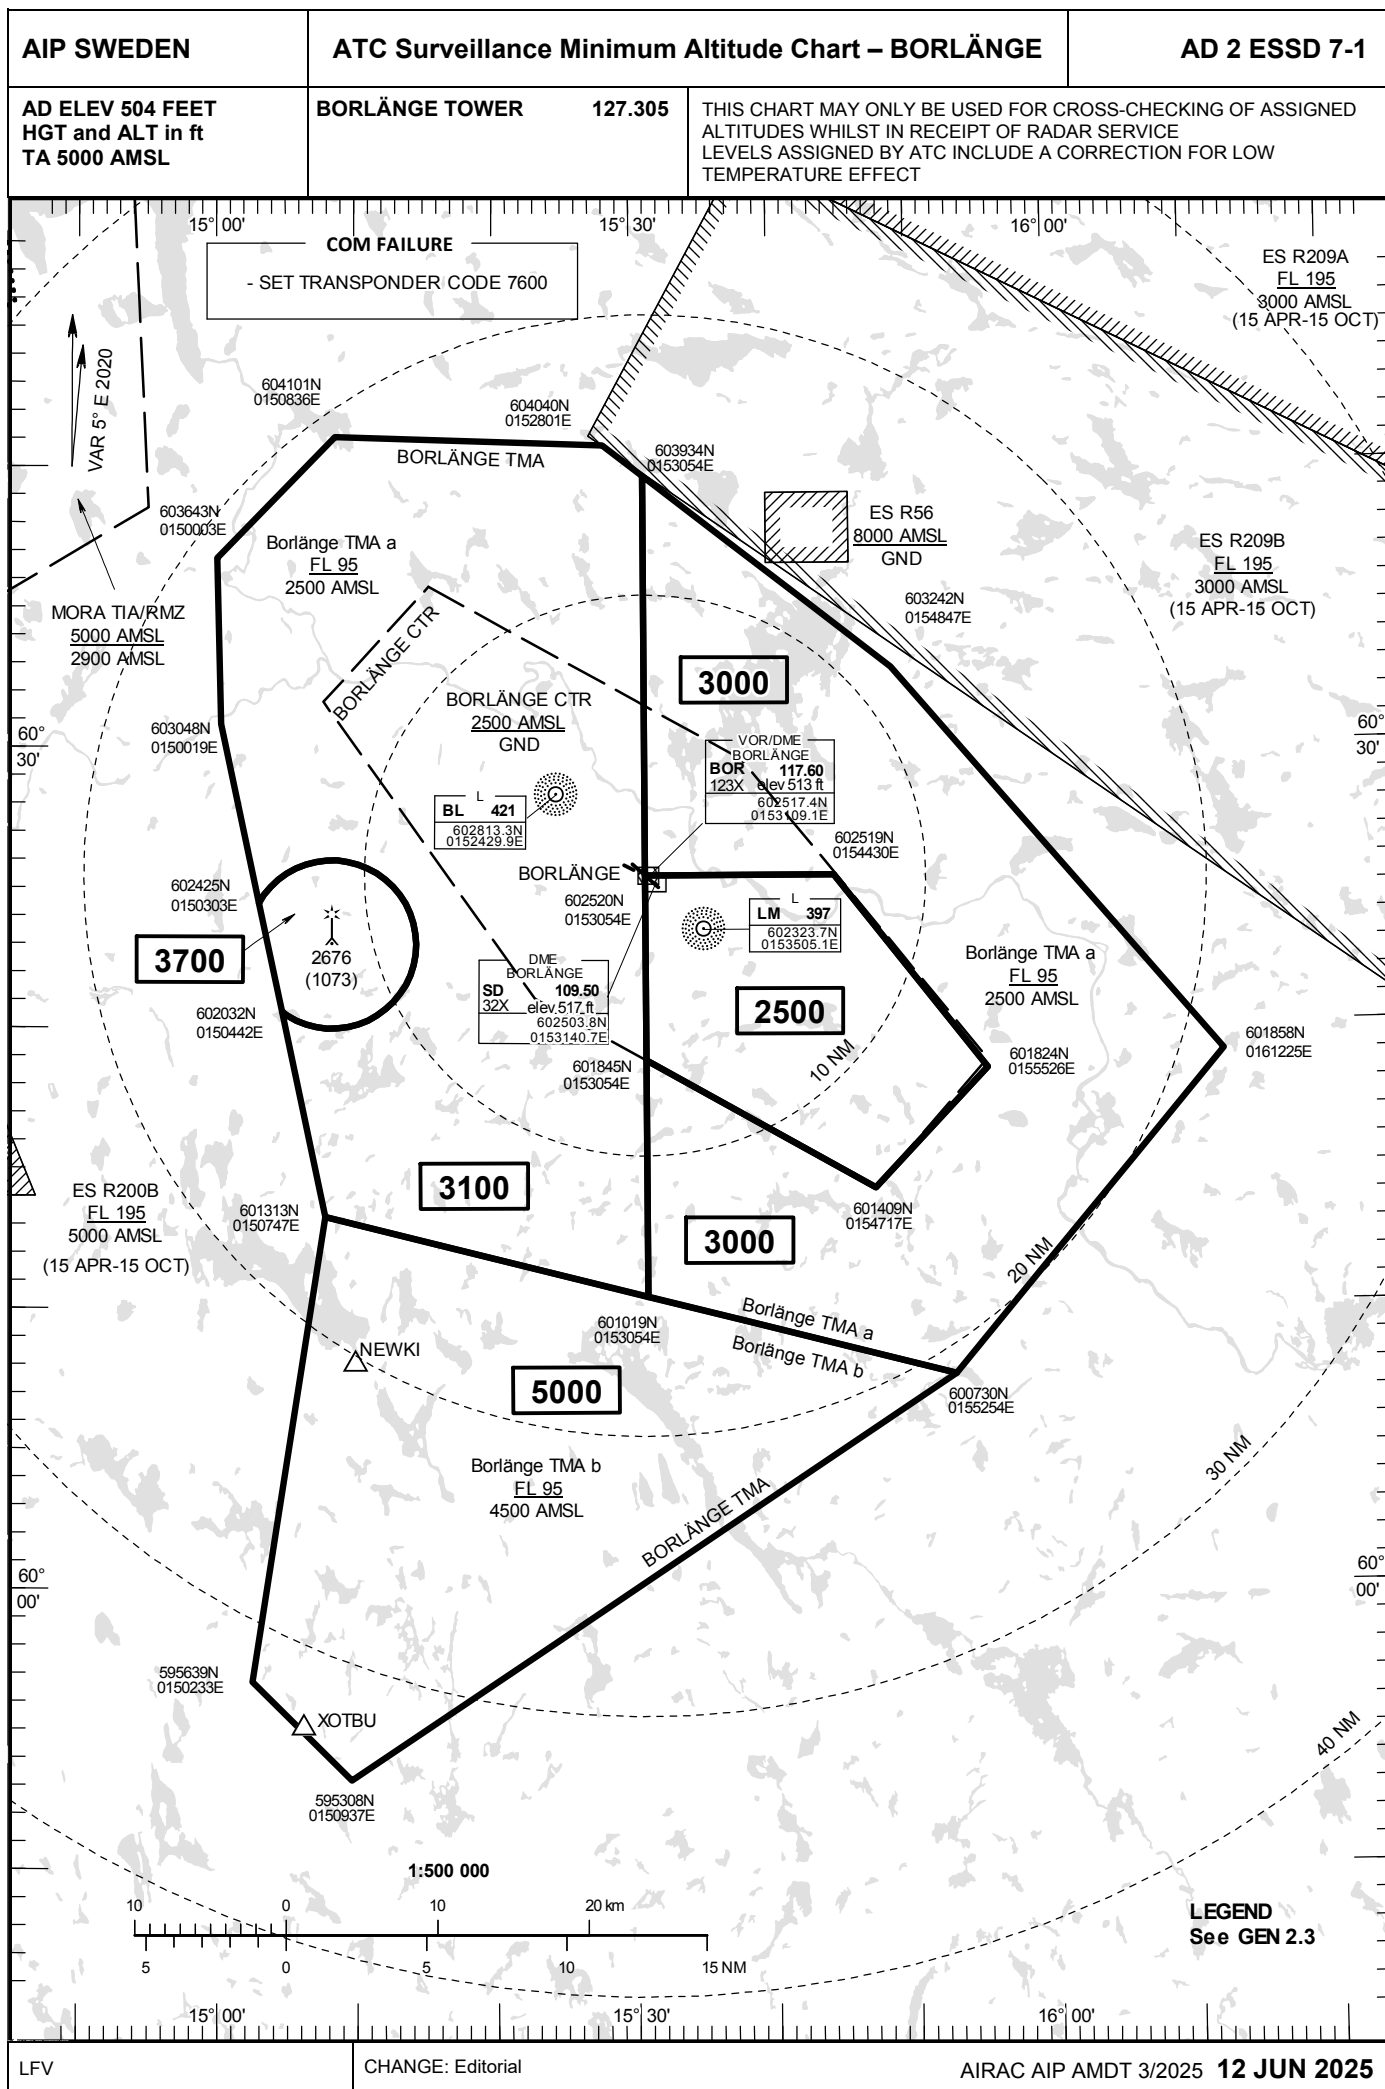 AIP SWEDEN
ATC Surveillance Minimum Altitude Chart – BORLÄNGE
AD 2 ESSD 7-1
AD ELEV 504 FEET
HGT and ALT in ft
TA 5000 AMSL
BORLÄNGE TOWER 127.305
THIS CHART MAY ONLY BE USED FOR CROSS-CHECKING OF ASSIGNED
ALTITUDES WHILST IN RECEIPT OF RADAR SERVICE
LEVELS ASSIGNED BY ATC INCLUDE A CORRECTION FOR LOW
TEMPERATURE EFFECT
15° 00'
15° 30'
16° 00'
COM FAILURE
- SET TRANSPONDER CODE 7600
ES R209A
FL 195
3000 AMSL
(15 APR-15 OCT)
VAR 5° E 2020
604101N
0150836E
604040N
0152801E
BORLÄNGE TMA
603934N
0153054E
603643N
0150003E
Borlänge TMA a
FL 95
2500 AMSL
ES R56
8000 AMSL
GND
ES R209B
FL 195
3000 AMSL
(15 APR-15 OCT)
603242N
0154847E
MORA TIA/RMZ
5000 AMSL
2900 AMSL
BORLÄNGE CTR
3000
BORLÄNGE CTR
2500 AMSL
GND
603048N
0150019E
60°
30'
60°
30'
VOR/DME
BORLÄNGE
BOR 117.60
123X elev 513 ft
602517.4N
0153109.1E
L
BL 421
602813.3N
0152429.9E
602519N
0154430E
BORLÄNGE
602425N
0150303E
602520N
0153054E
L
LM 397
602323.7N
0153505.1E
3700
2676
(1073)
DME
BORLÄNGE
SD 109.50
32X elev 517 ft
602503.8N
0153140.7E
Borlänge TMA a
FL 95
2500 AMSL
2500
602032N
0150442E
10 NM
601845N
0153054E
601824N
0155526E
601858N
0161225E
3100
ES R200B
FL 195
5000 AMSL
(15 APR-15 OCT)
601313N
0150747E
601409N
0154717E
3000
20 NM
601019N
0153054E
Borlänge TMA a
Borlänge TMA b
NEWKI
5000
600730N
0155254E
30 NM
Borlänge TMA b
FL 95
4500 AMSL
BORLÄNGE TMA
60°
00'
60°
00'
595639N
0150233E
XOTBU
40 NM
595308N
0150937E
1:500 000
10 0 10 20 km
5 0 5 10 15 NM
LEGEND
See GEN 2.3
15° 00'
15° 30'
16° 00'
LFV
CHANGE: Editorial
AIRAC AIP AMDT 3/2025 12 JUN 2025